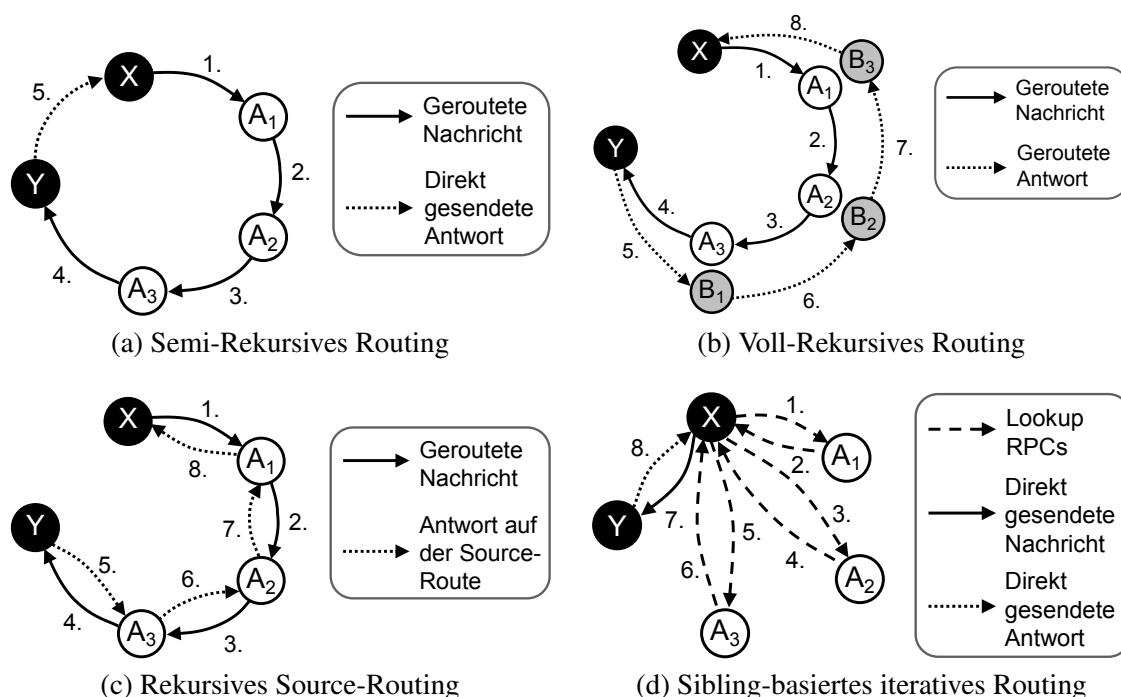 X
1.
A1
2.
A2
3.
A3
4.
Y
5.
Geroutete
Nachricht
Direkt
gesendete
Antwort
(a) Semi-Rekursives Routing
X
1.
A1
2.
A2
3.
A3
4.
Y
5.
B1
6.
B2
7.
B3
8.
Geroutete
Nachricht
Geroutete
Antwort
(b) Voll-Rekursives Routing
X
1.
A1
2.
A2
3.
A3
4.
Y
5.
6.
7.
8.
Geroutete
Nachricht
Antwort auf
der Source-
Route
(c) Rekursives Source-Routing
X
1.
A1
2.
3.
A2
4.
5.
A3
6.
7.
Y
8.
Lookup
RPCs
Direkt
gesendete
Nachricht
Direkt
gesendete
Antwort
(d) Sibling-basiertes iteratives Routing